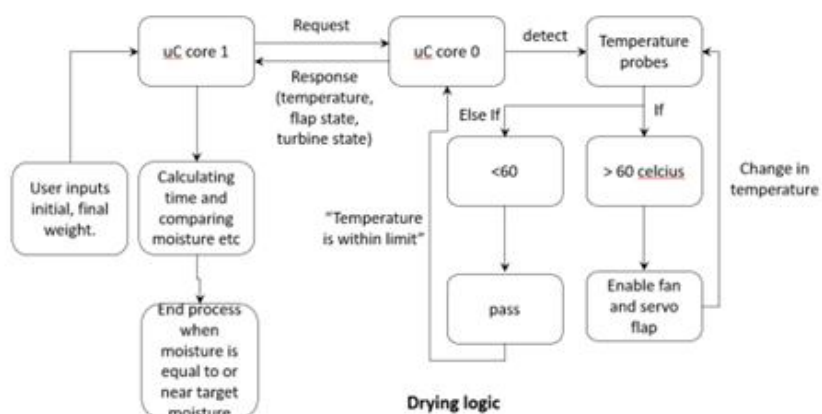 Request
uC core 1
uC core 0
detect
Temperature
probes
Response
(temperature,
flap state,
turbine state)
Else If
If
User inputs
initial, final
weight.
Calculating
time and
comparing
moisture etc
<60
> 60 celcius
Change in
temperature
“Temperature
is within limit”
pass
Enable fan
and servo
flap
End process
when
moisture is
equal to or
near target
moisture
Drying logic